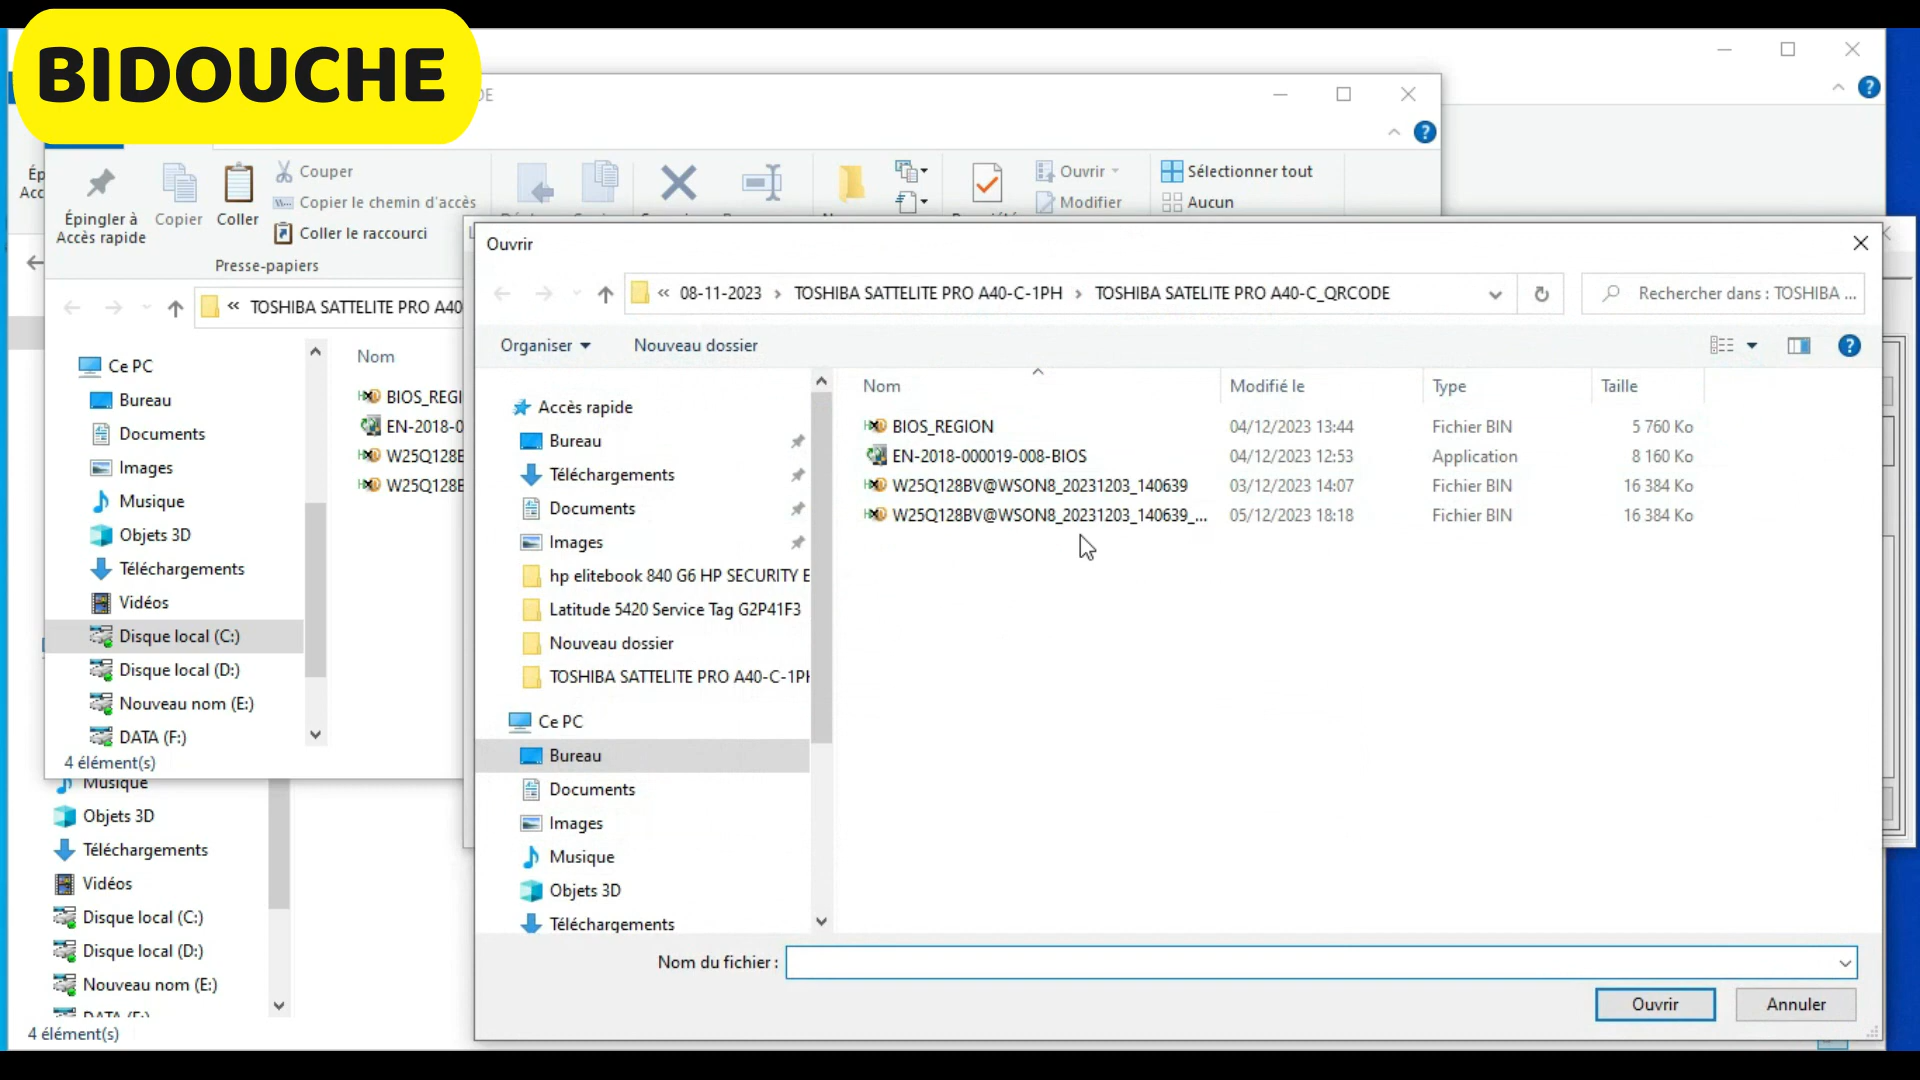 BIDOUCHE
DE
Couper
Copier le chemin d'accès
Coller le raccourci
Épingler à
Accès rapide
Copier
Coller
Presse-papiers
Ouvrir
Modifier
Sélectionner tout
Aucun
Ép
Acc
« TOSHIBA SATTELITE PRO A40
Ce PC
Bureau
Documents
Images
Musique
Objets 3D
Téléchargements
Vidéos
Disque local (C:)
Disque local (D:)
Nouveau nom (E:)
DATA (F:)
4 élément(s)
Nom
BIOS_REGI
EN-2018-0
W25Q128B
W25Q128B
Musique
Objets 3D
Téléchargements
Vidéos
Disque local (C:)
Disque local (D:)
Nouveau nom (E:)
DATA (F:)
4 élément(s)
Ouvrir
« 08-11-2023 › TOSHIBA SATTELITE PRO A40-C-1PH › TOSHIBA SATELITE PRO A40-C_QRCODE
Rechercher dans : TOSHIBA ...
Organiser
Nouveau dossier
Accès rapide
Bureau
Téléchargements
Documents
Images
hp elitebook 840 G6 HP SECURITY E
Latitude 5420 Service Tag G2P41F3
Nouveau dossier
TOSHIBA SATTELITE PRO A40-C-1PH
Ce PC
Bureau
Documents
Images
Musique
Objets 3D
Téléchargements
Nom Modifié le Type Taille
BIOS_REGION 04/12/2023 13:44 Fichier BIN 5 760 Ko
EN-2018-000019-008-BIOS 04/12/2023 12:53 Application 8 160 Ko
W25Q128BV@WSON8_20231203_140639 03/12/2023 14:07 Fichier BIN 16 384 Ko
W25Q128BV@WSON8_20231203_140639_... 05/12/2023 18:18 Fichier BIN 16 384 Ko
Nom du fichier :
Ouvrir
Annuler